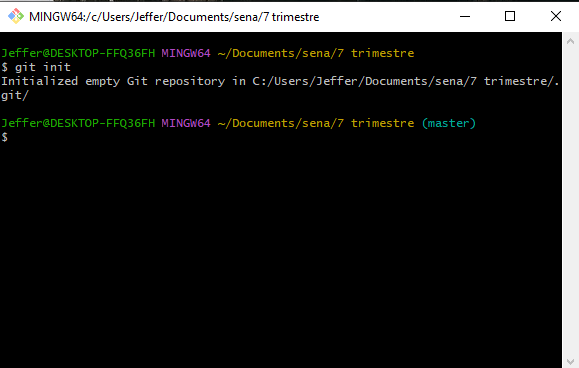 MINGW64:/c/Users/Jeffer/Documents/sena/7 trimestre
Jeffer@DESKTOP-FFQ36FH MINGW64 ~/Documents/sena/7 trimestre
$ git init
Initialized empty Git repository in C:/Users/Jeffer/Documents/sena/7 trimestre/.
git/
Jeffer@DESKTOP-FFQ36FH MINGW64 ~/Documents/sena/7 trimestre (master)
$